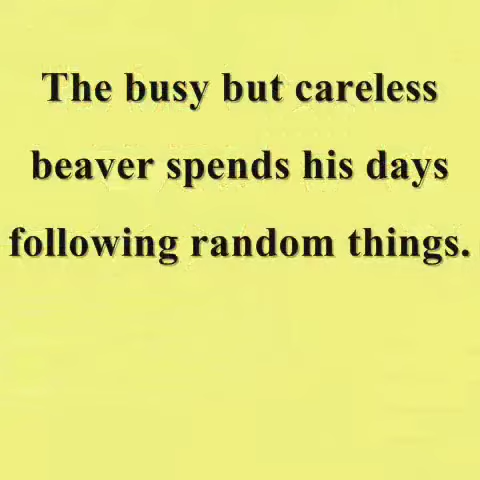 The busy but careless
beaver spends his days
following random things.